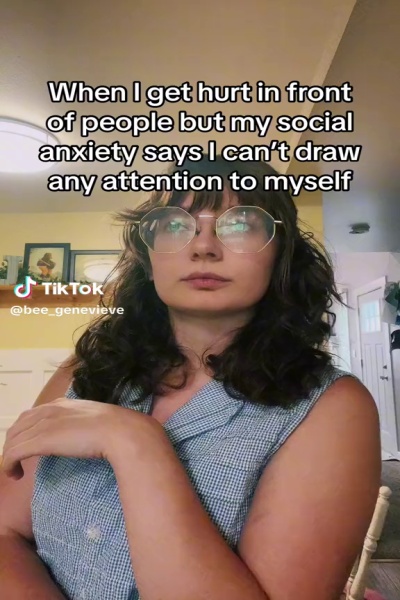 When I get hurt in front
of people but my social
anxiety says I can't draw
any attention to myself
TikTok
@bee_genevieve